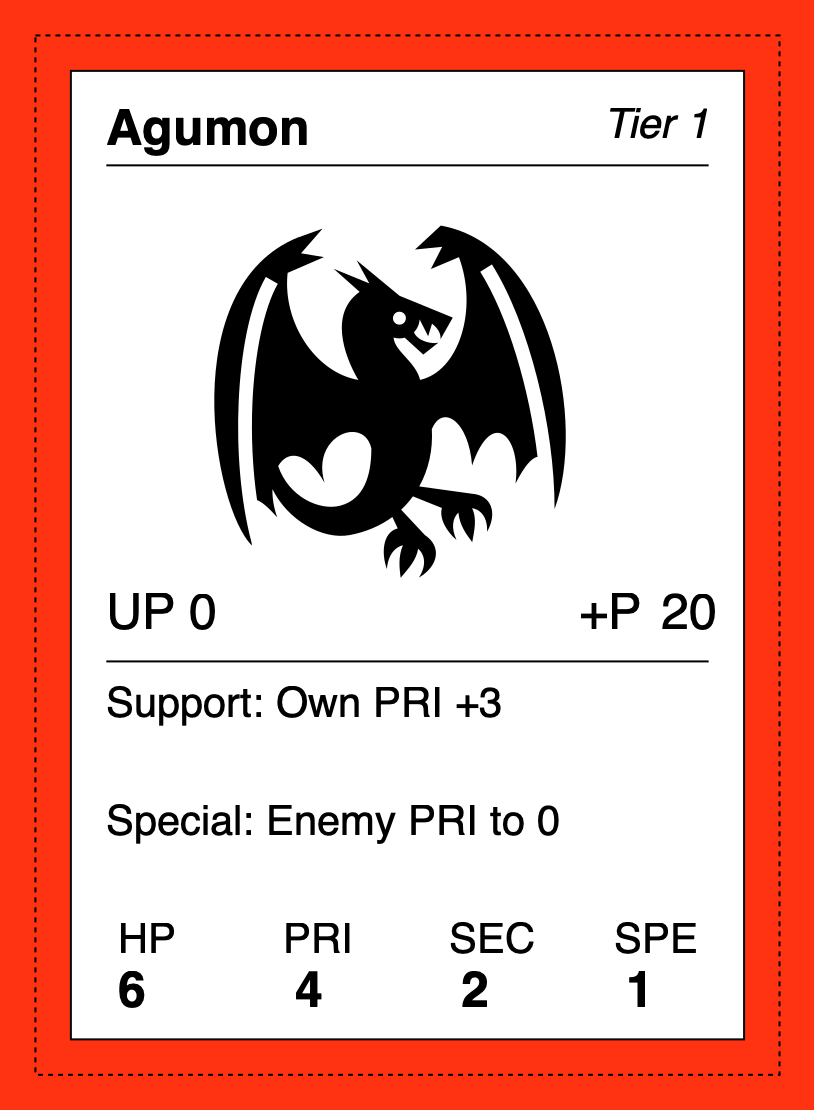 Agumon Tier 1
UP 0 +P 20
Support: Own PRI +3
Special: Enemy PRI to 0
HP PRI SEC SPE
6 4 2 1